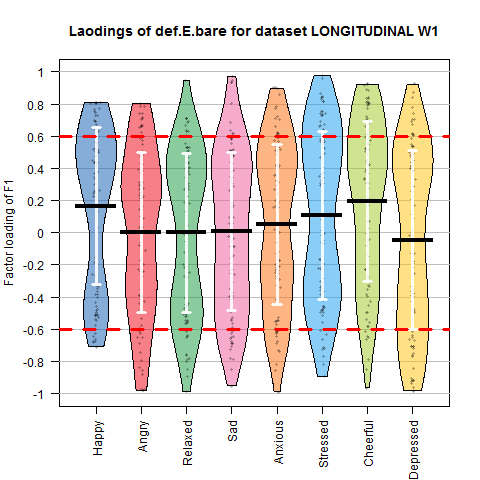 Laodings of def.E.bare for dataset LONGITUDINAL W1
Factor loading of F1
1
0.8
0.6
0.4
0.2
0
-0.2
-0.4
-0.6
-0.8
-1
Happy
Angry
Relaxed
Sad
Anxious
Stressed
Cheerful
Depressed